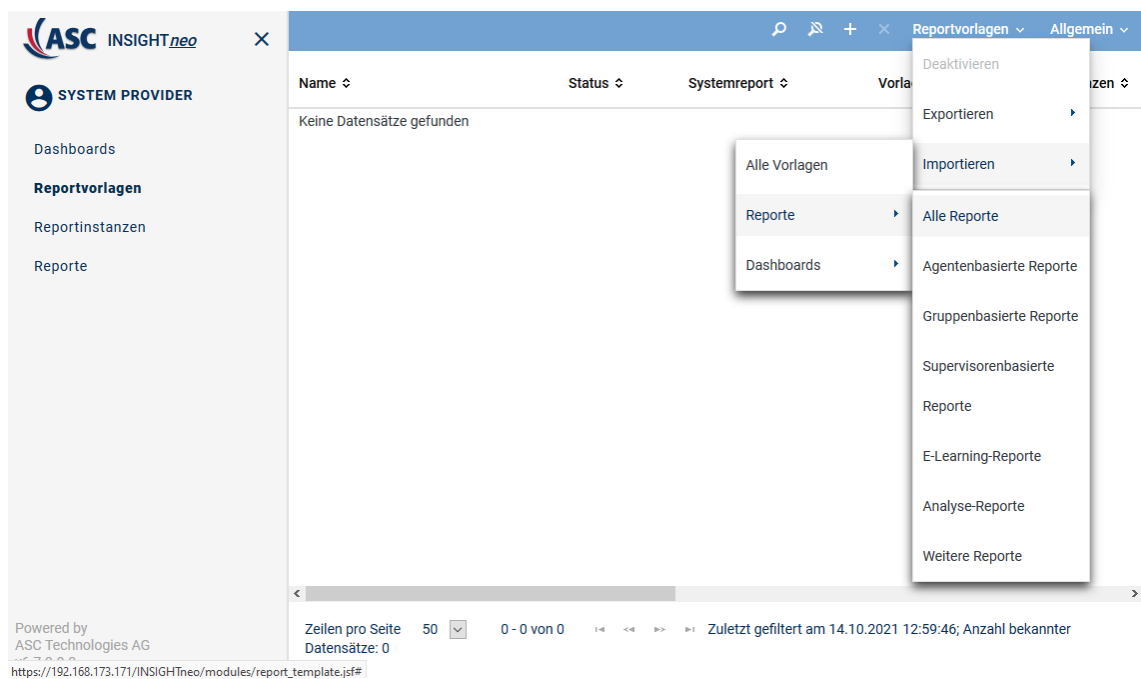 ASC INSIGHTneo
SYSTEM PROVIDER
Dashboards
Reportvorlagen
Reportinstanzen
Reporte
Powered by
ASC Technologies AG
https://192.168.173.171/INSIGHTneo/modules/report_template.jsf#
Reportvorlagen Allgemein
Name Status Systemreport
Keine Datensätze gefunden
Deaktivieren
Exportieren
Importieren
Alle Vorlagen
Reporte
Dashboards
Alle Reporte
Agentenbasierte Reporte
Gruppenbasierte Reporte
Supervisorenbasierte
Reporte
E-Learning-Reporte
Analyse-Reporte
Weitere Reporte
Zeilen pro Seite 50 0 - 0 von 0 Zuletzt gefiltert am 14.10.2021 12:59:46; Anzahl bekannter
Datensätze: 0